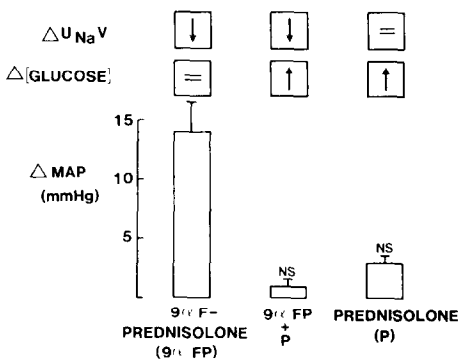 △UNaV ↓ ↓ =
△[GLUCOSE] = ↑ ↑
15
△ MAP
(mmHg)
10
5
NS
NS
9α F-
PREDNISOLONE
(9α FP)
9α FP
+
P
PREDNISOLONE
(P)